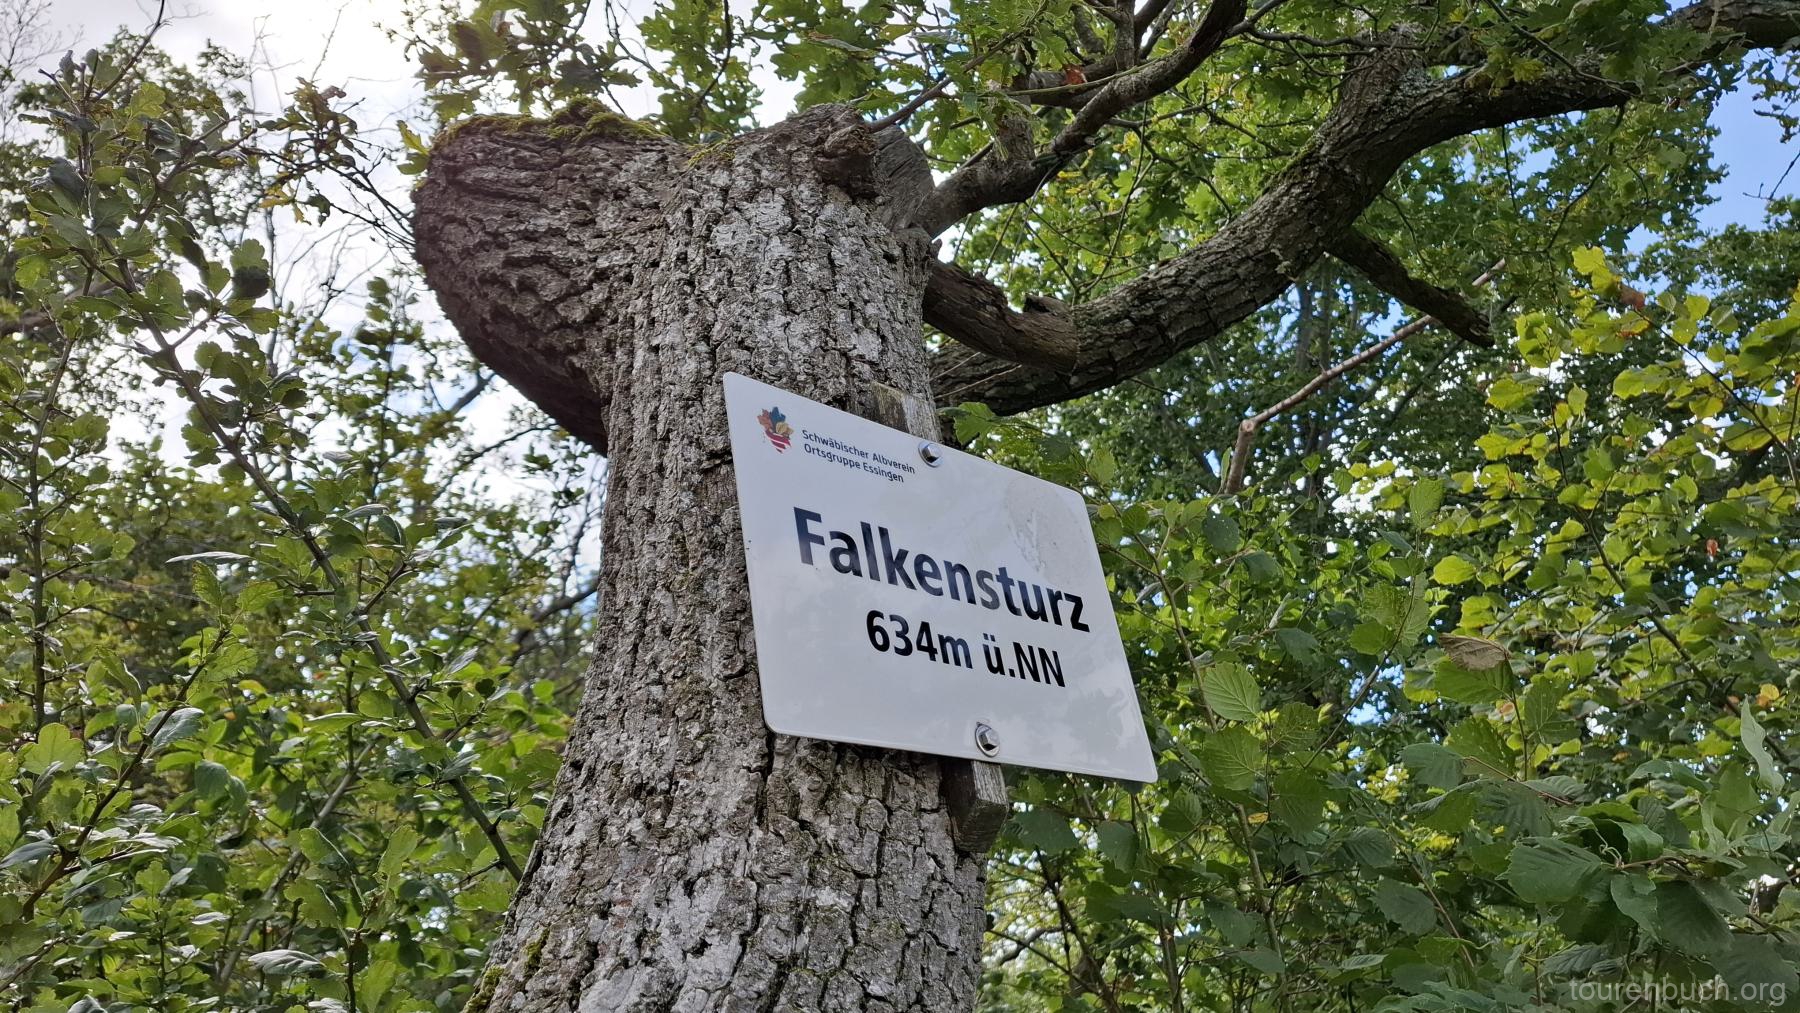 Schwäbischer Albverein
Ortsgruppe Essingen
Falkensturz
634m ü.NN
tourenbuch.org